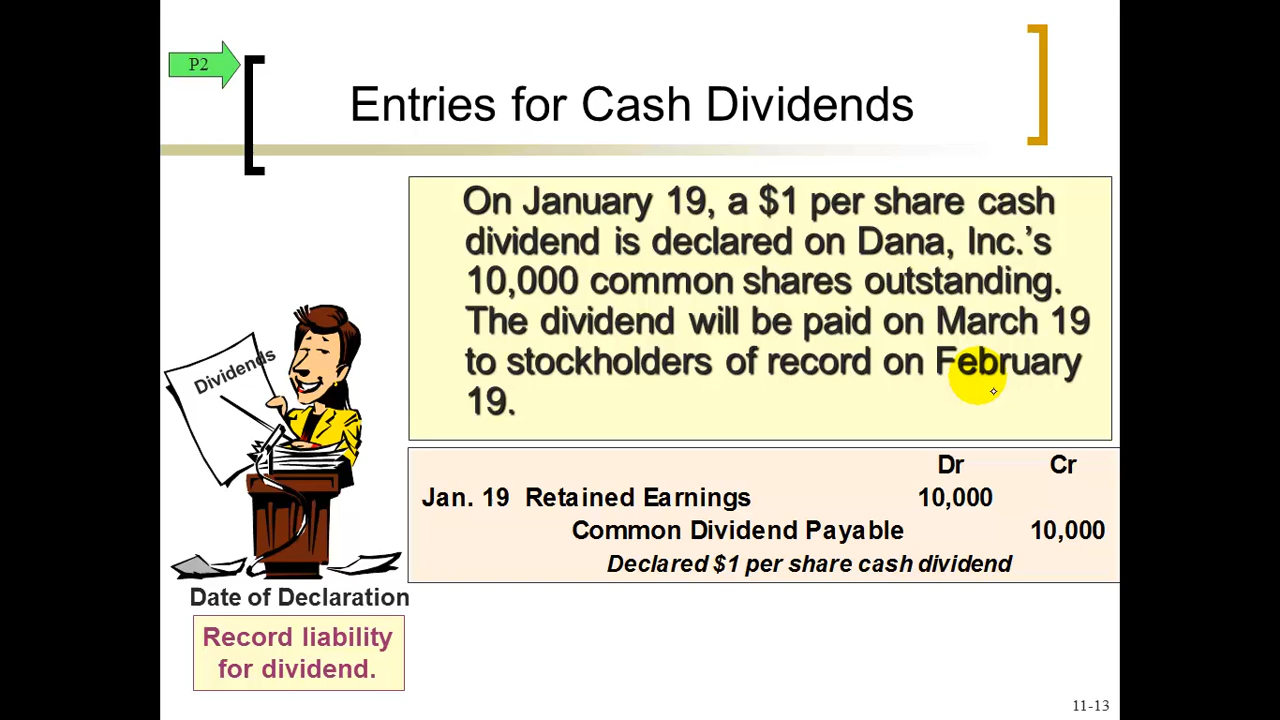 P2
Entries for Cash Dividends
On January 19, a $1 per share cash
dividend is declared on Dana, Inc.’s
10,000 common shares outstanding.
The dividend will be paid on March 19
to stockholders of record on February
19.
Dividends
Dr Cr
Jan. 19 Retained Earnings 10,000
Common Dividend Payable 10,000
Declared $1 per share cash dividend
Date of Declaration
Record liability
for dividend.
11-13